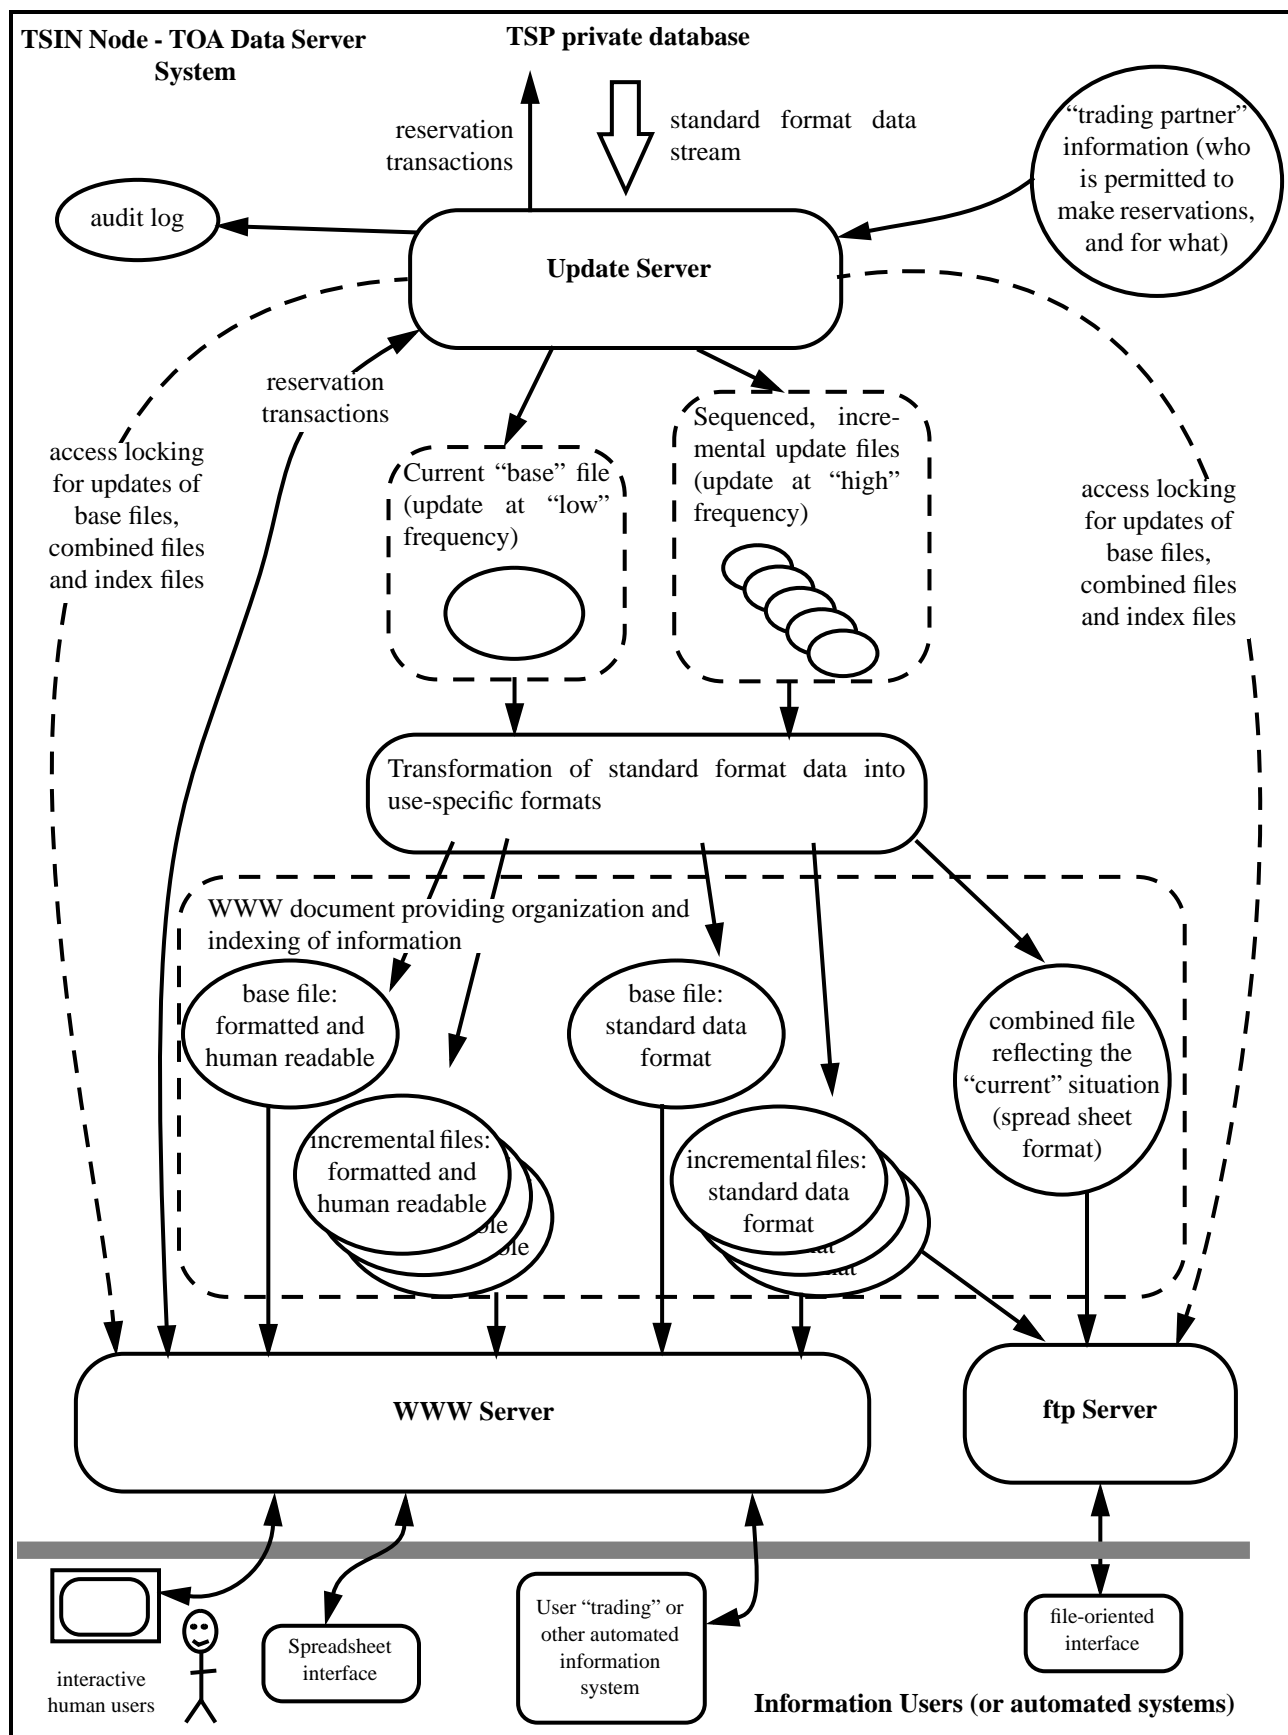 TSIN Node - TOA Data Server
System
TSP private database
reservation
transactions
standard format data
stream
“trading partner”
information (who
is permitted to
make reservations,
and for what)
audit log
Update Server
reservation
transactions
access locking
for updates of
base files,
combined files
and index files
Current “base” file
(update at “low”
frequency)
Sequenced, incre-
mental update files
(update at “high”
frequency)
access locking
for updates of
base files,
combined files
and index files
Transformation of standard format data into
use-specific formats
WWW document providing organization and
indexing of information
base file:
formatted and
human readable
base file:
standard data
format
combined file
reflecting the
“current” situation
(spread sheet
format)
incremental files:
formatted and
human readable
ble
ble
incremental files:
standard data
format
mat
mat
WWW Server
ftp Server
interactive
human users
Spreadsheet
interface
User “trading” or
other automated
information
system
file-oriented
interface
Information Users (or automated systems)